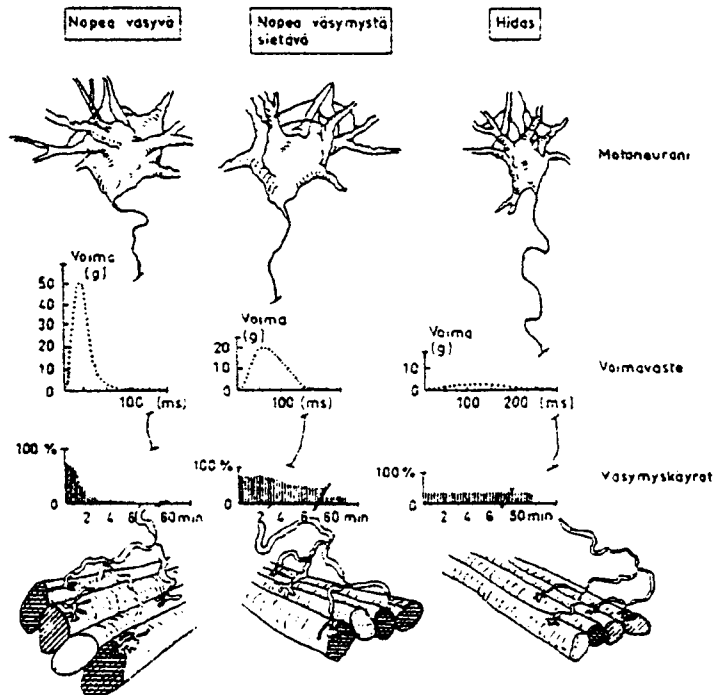 Nopea väsyvä
Nopea väsymystä
sietävä
Hidas
Motoneuroni
Voima
(g)
50
40
30
20
10
0
100 (ms)
Voima
(g)
20
10
0
100 (ms)
Voima
(g)
10
0
100 200 (ms)
Voimavaste
100 %
0
2 4 6 60 min
100 %
0
2 4 6 60 min
100 %
0
2 4 6 50 min
Väsymyskäyrät